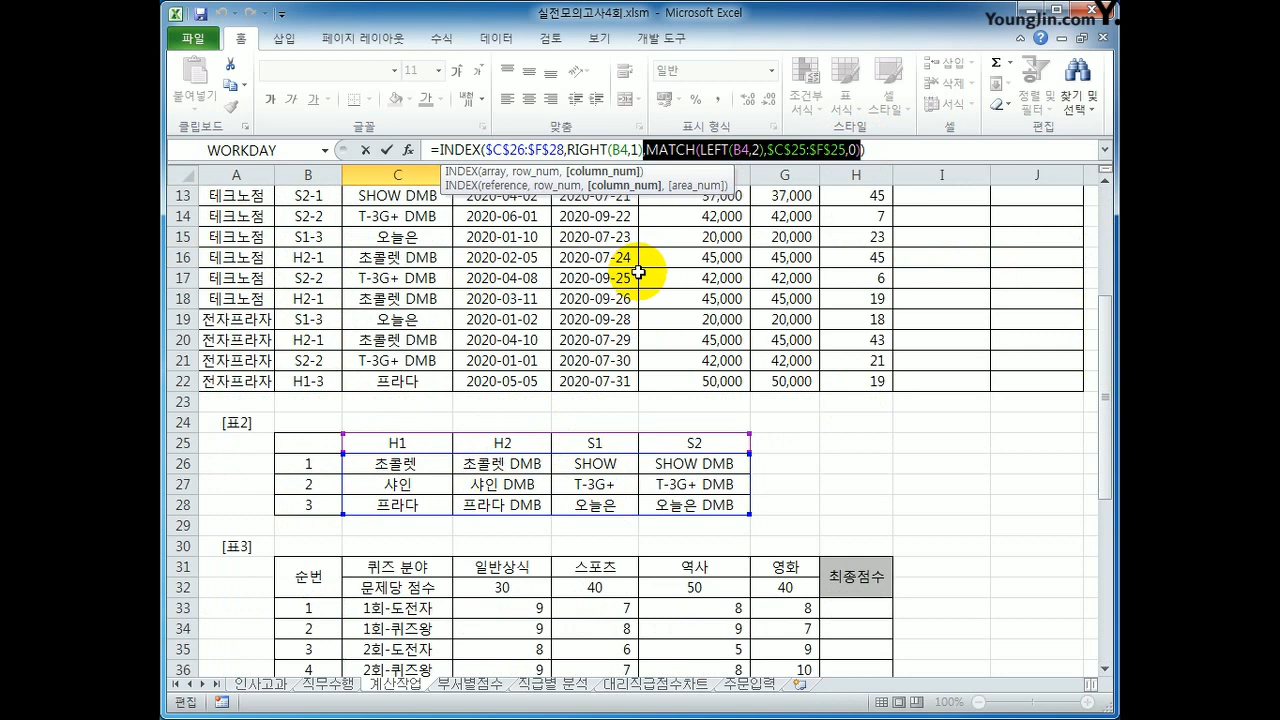 실전모의고사4회.xlsm - Microsoft Excel
YoungJin.com Y.
파일 홈 삽입 페이지 레이아웃 수식 데이터 검토 보기 개발 도구
붙여넣기 11 일반 조건부 서식 표 서식 셀 스타일 삽입 삭제 서식 정렬 및 필터 찾기 및 선택
클립보드 글꼴 맞춤 표시 형식 스타일 셀 편집
WORKDAY =INDEX($C$26:$F$28,RIGHT(B4,1),MATCH(LEFT(B4,2),$C$25:$F$25,0))
INDEX(array, row_num, [column_num])
INDEX(reference, row_num, [column_num], [area_num])
A B C G H I J
13 테크노점 S2-1 SHOW DMB 2020-04-02 2020-07-21 37,000 37,000 45
14 테크노점 S2-2 T-3G+ DMB 2020-06-01 2020-09-22 42,000 42,000 7
15 테크노점 S1-3 오늘은 2020-01-10 2020-07-23 20,000 20,000 23
16 테크노점 H2-1 초콜렛 DMB 2020-02-05 2020-07-24 45,000 45,000 45
17 테크노점 S2-2 T-3G+ DMB 2020-04-08 2020-09-25 42,000 42,000 6
18 테크노점 H2-1 초콜렛 DMB 2020-03-11 2020-09-26 45,000 45,000 19
19 전자프라자 S1-3 오늘은 2020-01-02 2020-09-28 20,000 20,000 18
20 전자프라자 H2-1 초콜렛 DMB 2020-04-10 2020-07-29 45,000 45,000 43
21 전자프라자 S2-2 T-3G+ DMB 2020-01-01 2020-07-30 42,000 42,000 21
22 전자프라자 H1-3 프라다 2020-05-05 2020-07-31 50,000 50,000 19
23
24 [표2]
25 H1 H2 S1 S2
26 1 초콜렛 초콜렛 DMB SHOW SHOW DMB
27 2 샤인 샤인 DMB T-3G+ T-3G+ DMB
28 3 프라다 프라다 DMB 오늘은 오늘은 DMB
29
30 [표3]
31 순번 퀴즈 분야 일반상식 스포츠 역사 영화 최종점수
32 문제당 점수 30 40 50 40
33 1 1회-도전자 9 7 8 8
34 2 1회-퀴즈왕 9 8 9 7
35 3 2회-도전자 8 6 5 9
36 4 2회-퀴즈왕 9 7 8 10
인사고과 직무수행 계산작업 부서별점수 직급별 분석 대리직급점수차트 주문입력
편집 100%